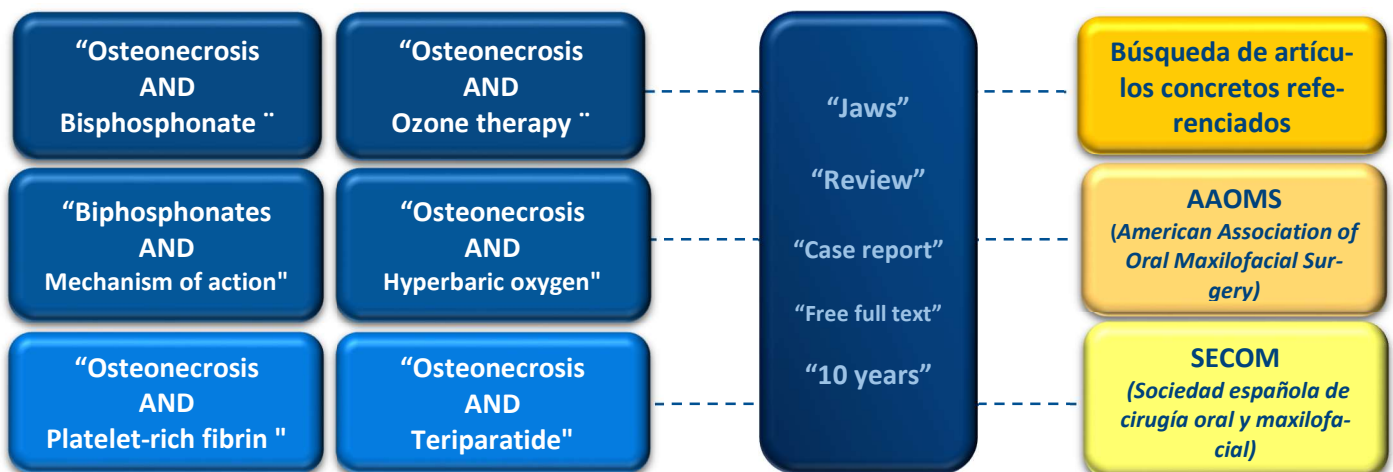 “Osteonecrosis
AND
Bisphosphonate ¨
“Osteonecrosis
AND
Ozone therapy ¨
“Biphosphonates
AND
Mechanism of action"
“Osteonecrosis
AND
Hyperbaric oxygen"
“Osteonecrosis
AND
Platelet-rich fibrin "
“Osteonecrosis
AND
Teriparatide"
“Jaws”
“Review”
“Case report”
“Free full text”
“10 years”
Búsqueda de artícu-
los concretos refe-
renciados
AAOMS
(American Association of
Oral Maxilofacial Sur-
gery)
SECOM
(Sociedad española de
cirugía oral y maxilofa-
cial)